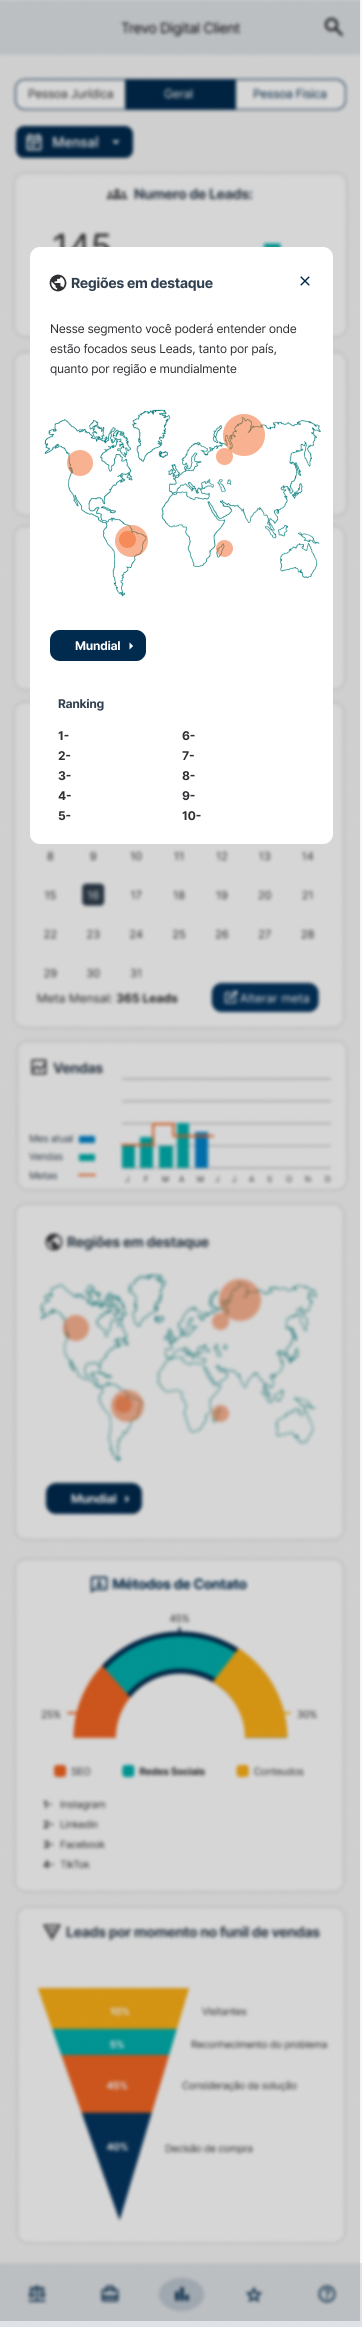 Trevo Digital Client
Pessoa Jurídica
Geral
Pessoa Física
Mensal
Numero de Leads:
145
Regiões em destaque
Nesse segmento você poderá entender onde
estão focados seus Leads, tanto por país,
quanto por região e mundialmente
Mundial
Ranking
1-
2-
3-
4-
5-
6-
7-
8-
9-
10-
8 9 10 11 12 13 14
15 16 17 18 19 20 21
22 23 24 25 26 27 28
29 30 31
Meta Mensal: 365 Leads
Alterar meta
Vendas
Mes atual
Vendas
Metas
J F M A M J J A S O N D
Regiões em destaque
Mundial
Métodos de Contato
45%
25%
30%
SEO
Redes Sociais
Conteudos
1- Instagram
2- Linkedin
3- Facebook
4- TikTok
Leads por momento no funil de vendas
10% Visitantes
5% Reconhecimento do problema
45% Consideração da solução
40% Decisão de compra